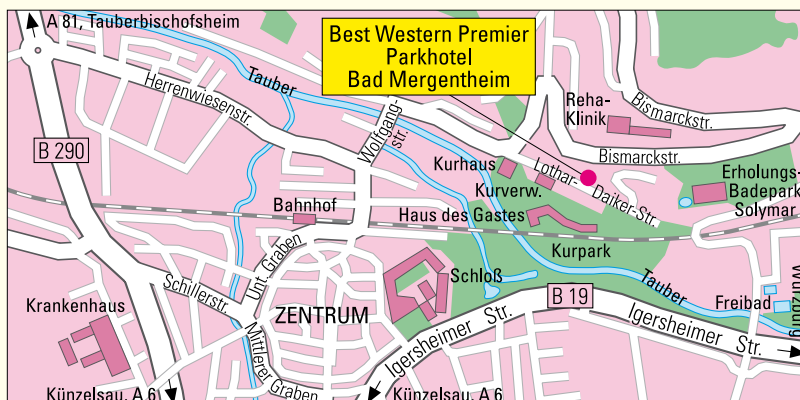 A 81, Tauberbischofsheim
Best Western Premier
Parkhotel
Bad Mergentheim
Tauber
Herrenwiesenstr.
Wolfgang-
str.
Reha-
Klinik
Bismarckstr.
Bismarckstr.
B 290
Kurhaus
Lothar-
Daiker-Str.
Kurverw.
Erholungs-
Badepark
Solymar
Bahnhof
Haus des Gastes
Kurpark
Unt. Graben
Schillerstr.
Schloß
Tauber
B 19
Freibad
Würzburg
Krankenhaus
ZENTRUM
Igersheimer Str.
Igersheimer Str.
Mittlerer Graben
Künzelsau, A 6
Künzelsau, A 6